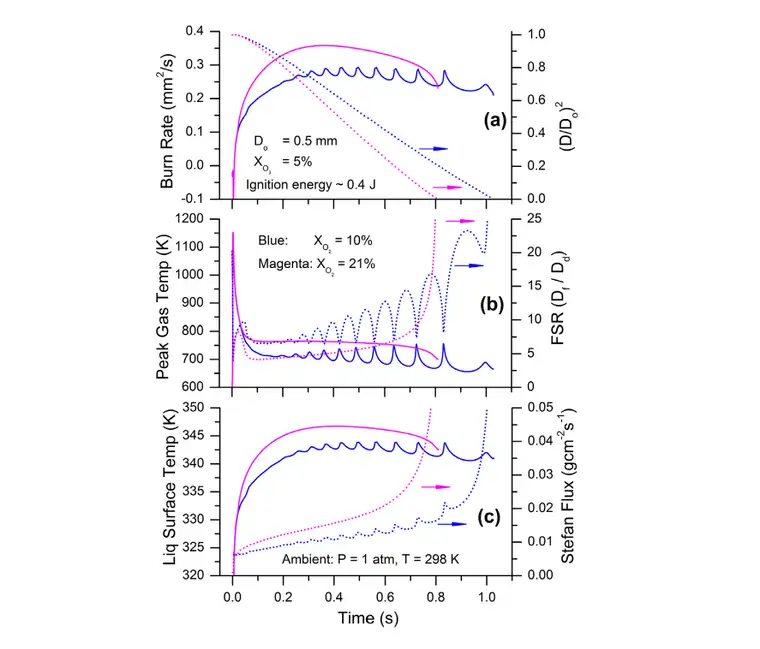 0.4
0.3
0.2
0.1
0.0
-0.1
Burn Rate (mm²/s)
1.0
0.8
0.6
0.4
0.2
0.0
(D/Dₒ)²
(a)
Dₒ = 0.5 mm
X_O₃ = 5%
Ignition energy ~ 0.4 J
1200
1100
1000
900
800
700
600
Peak Gas Temp (K)
25
20
15
10
5
0
FSR (D_f / D_d)
Blue: X_O₂ = 10%
Magenta: X_O₂ = 21%
(b)
350
345
340
335
330
325
320
Liq Surface Temp (K)
0.05
0.04
0.03
0.02
0.01
0.00
Stefan Flux (gcm⁻²s⁻¹)
(c)
Ambient: P = 1 atm, T = 298 K
0.0 0.2 0.4 0.6 0.8 1.0
Time (s)